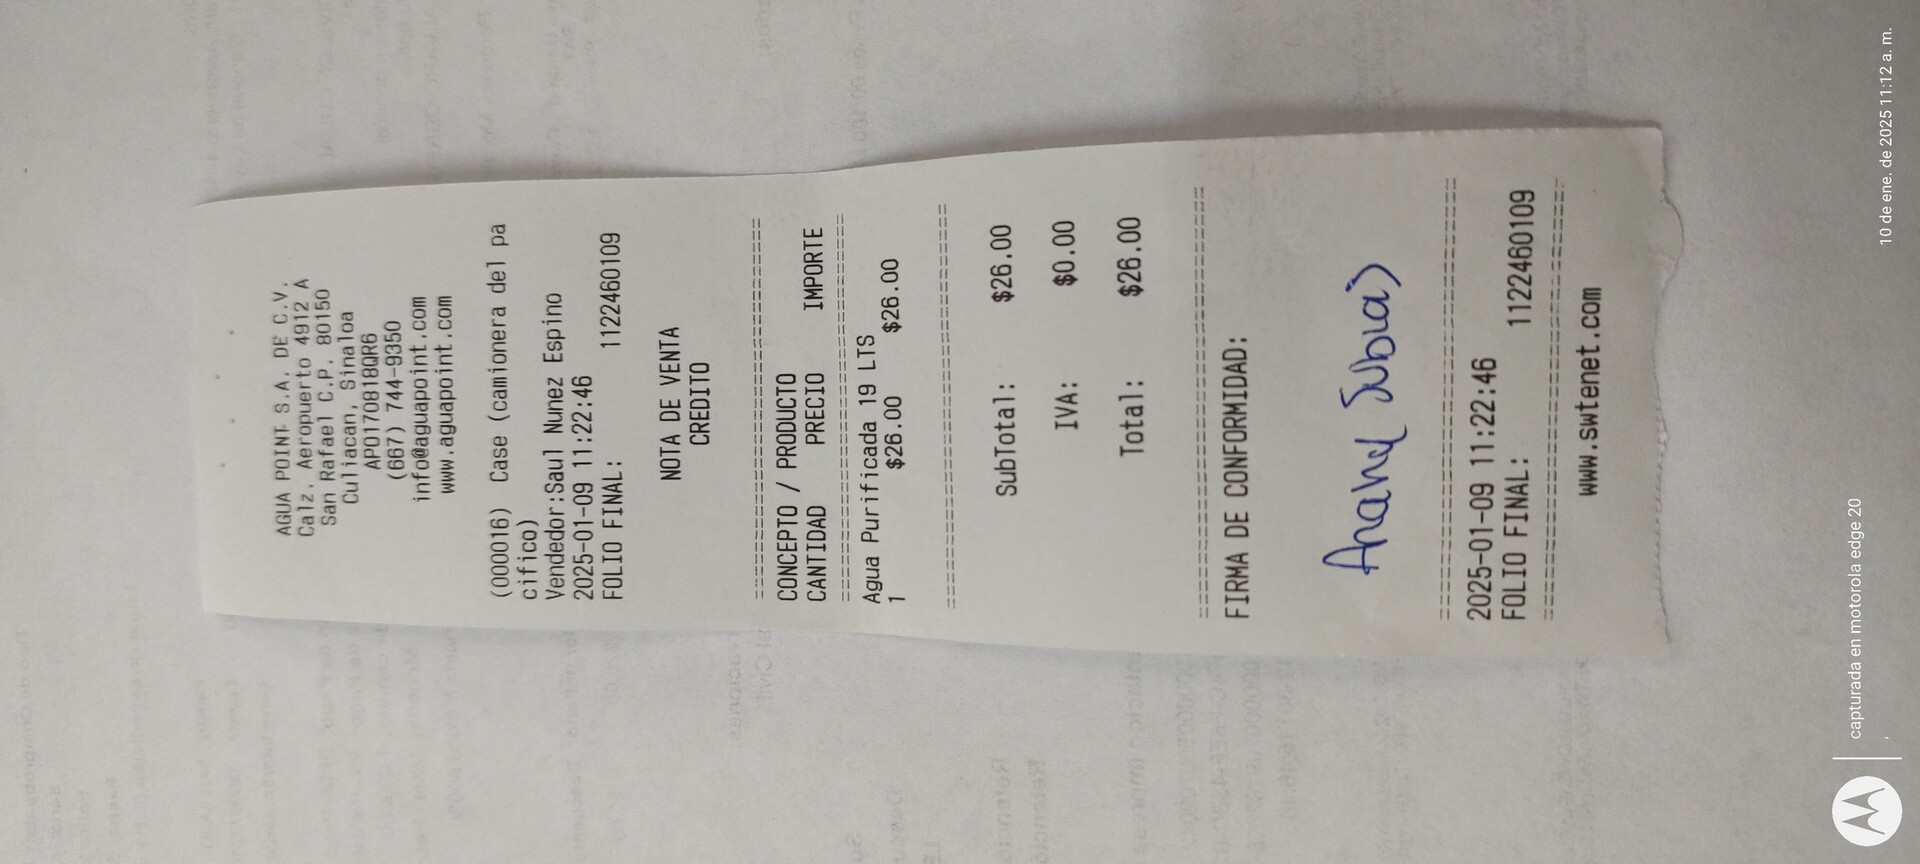 AGUA POINT S.A. DE C.V.
Calz. Aeropuerto 4912 A
San Rafael C.P. 80150
Culiacan, Sinaloa
APO170818QR6
(667) 744-9350
info@aguapoint.com
www.aguapoint.com
(000016) Case (camionera del pa
cifico)
Vendedor:Saul Nunez Espino
2025-01-09 11:22:46
FOLIO FINAL: 1122460109
NOTA DE VENTA
CREDITO
CONCEPTO / PRODUCTO
CANTIDAD PRECIO IMPORTE
Agua Purificada 19 LTS
1 $26.00 $26.00
SubTotal: $26.00
IVA: $0.00
Total: $26.00
FIRMA DE CONFORMIDAD:
2025-01-09 11:22:46
FOLIO FINAL: 1122460109
www.swtenet.com
capturada en motorola edge 20
10 de ene. de 2025 11:12 a. m.